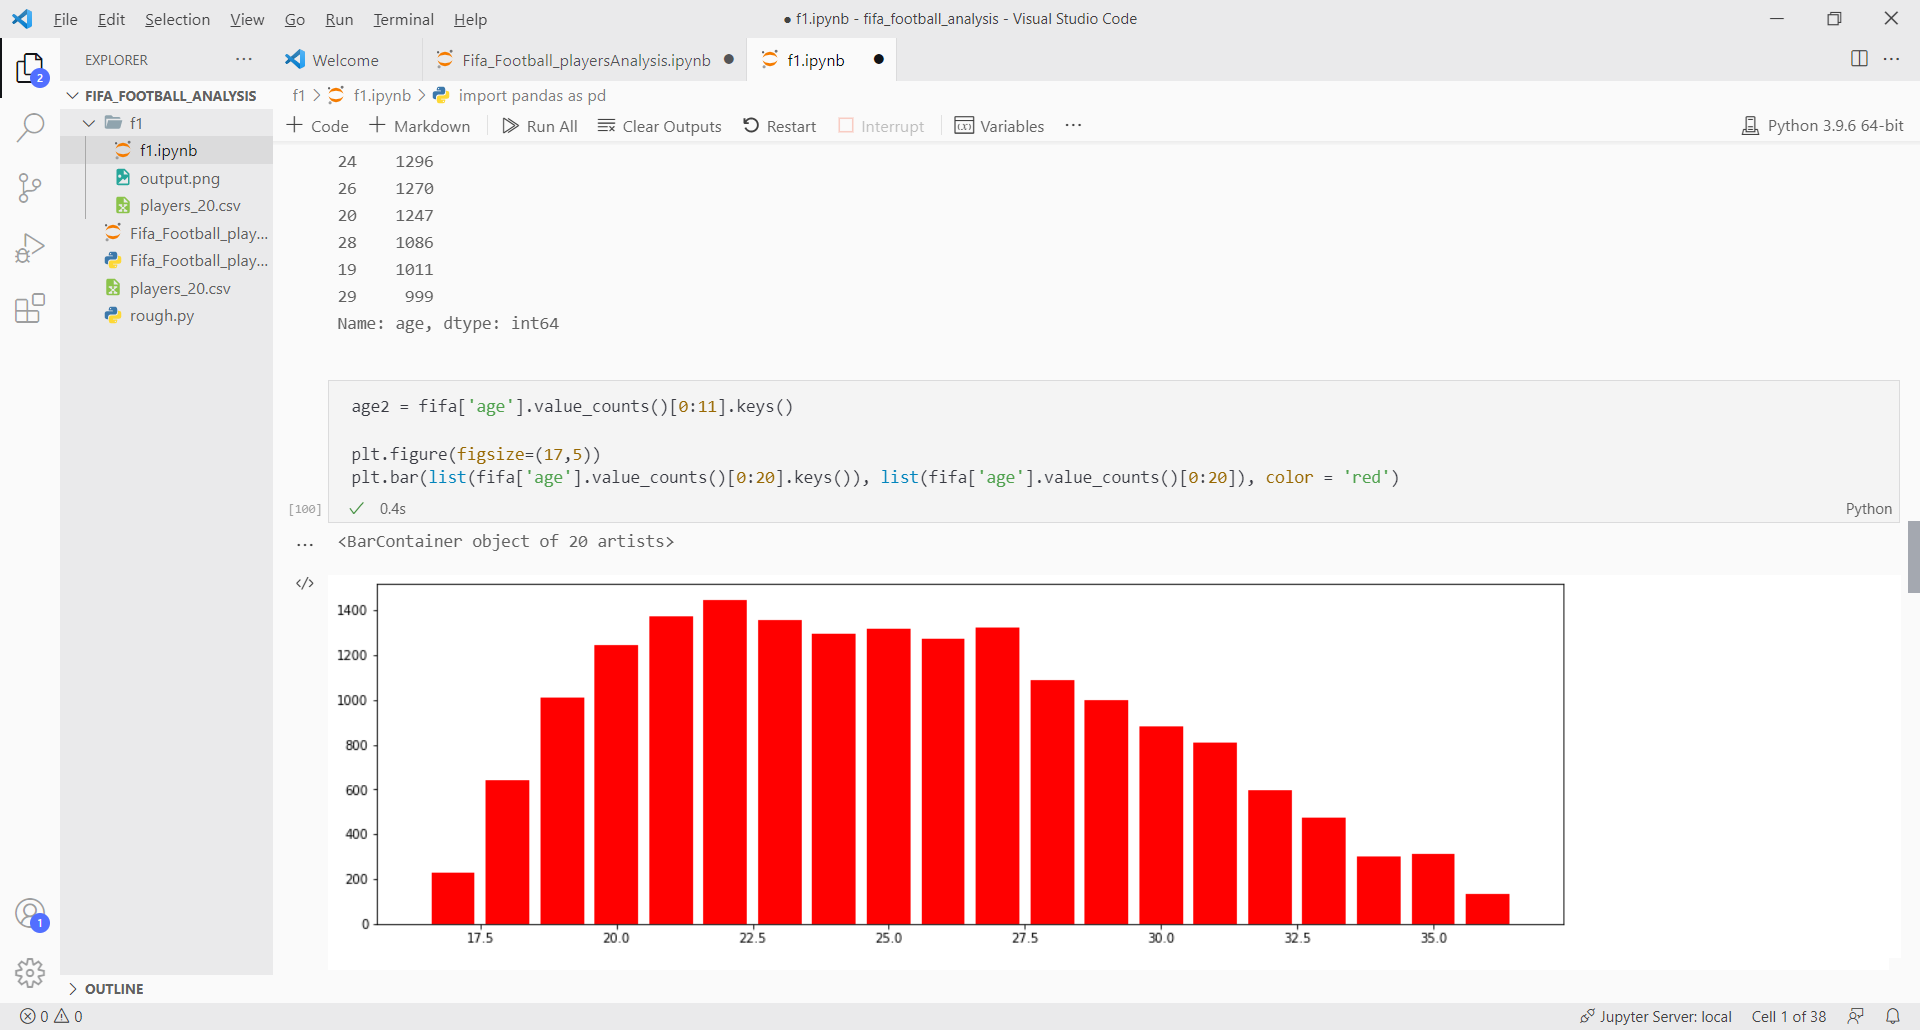 File Edit Selection View Go Run Terminal Help
● f1.ipynb - fifa_football_analysis - Visual Studio Code
EXPLORER
Welcome
Fifa_Football_playersAnalysis.ipynb
f1.ipynb
FIFA_FOOTBALL_ANALYSIS
f1
f1.ipynb
output.png
players_20.csv
Fifa_Football_play...
Fifa_Football_play...
players_20.csv
rough.py
OUTLINE
2
1
f1 > f1.ipynb > import pandas as pd
+ Code + Markdown Run All Clear Outputs Restart Interrupt Variables ...
Python 3.9.6 64-bit
24 1296
26 1270
20 1247
28 1086
19 1011
29 999
Name: age, dtype: int64
age2 = fifa['age'].value_counts()[0:11].keys()
plt.figure(figsize=(17,5))
plt.bar(list(fifa['age'].value_counts()[0:20].keys()), list(fifa['age'].value_counts()[0:20]), color = 'red')
[100] 0.4s Python
... <BarContainer object of 20 artists>
</>
1400
1200
1000
800
600
400
200
0
17.5 20.0 22.5 25.0 27.5 30.0 32.5 35.0
0 0
Jupyter Server: local Cell 1 of 38